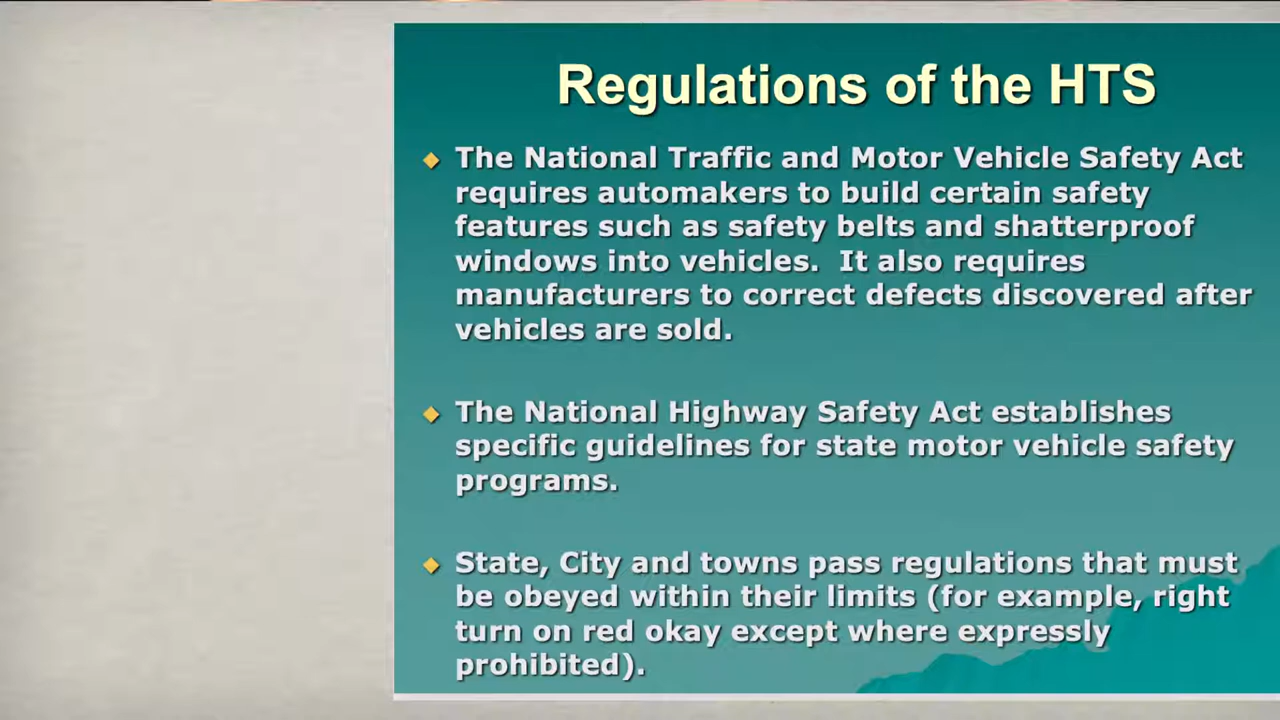 Regulations of the HTS
The National Traffic and Motor Vehicle Safety Act
requires automakers to build certain safety
features such as safety belts and shatterproof
windows into vehicles.  It also requires
manufacturers to correct defects discovered after
vehicles are sold.
The National Highway Safety Act establishes
specific guidelines for state motor vehicle safety
programs.
State, City and towns pass regulations that must
be obeyed within their limits (for example, right
turn on red okay except where expressly
prohibited).